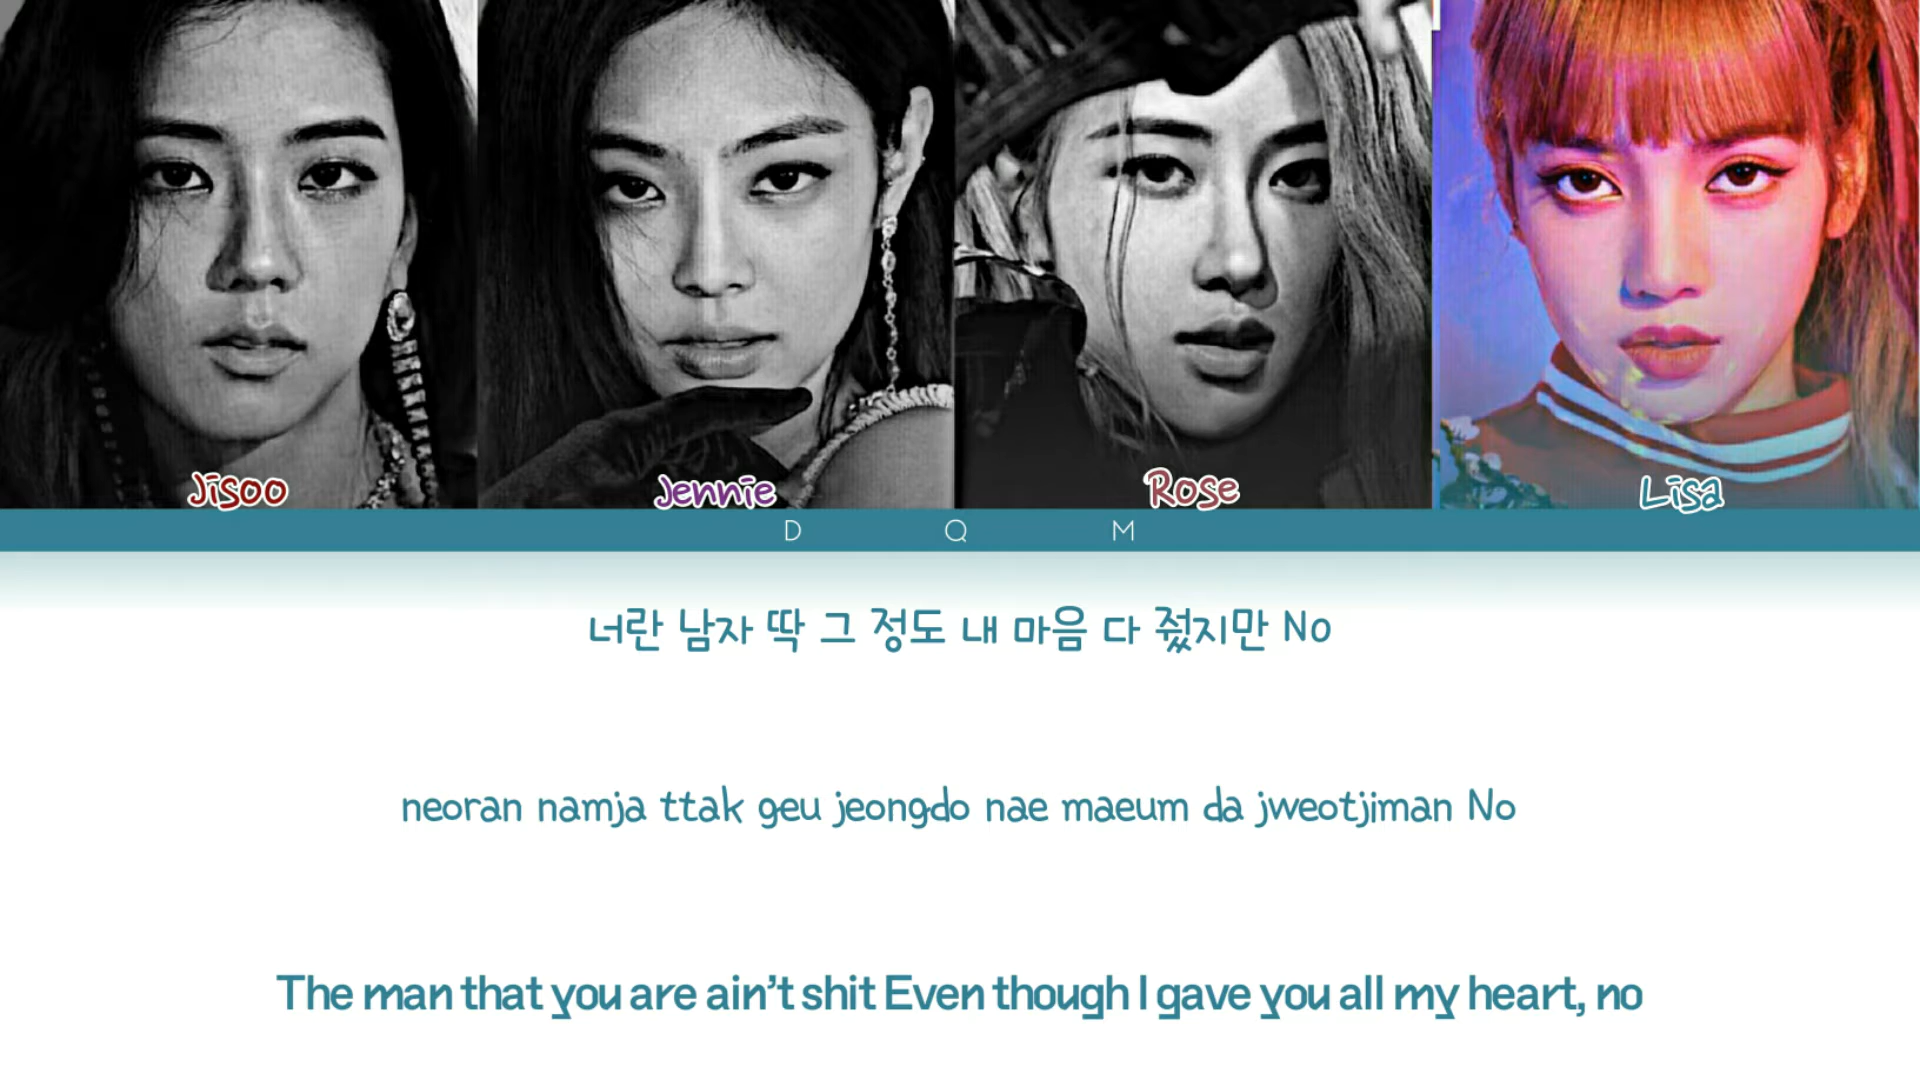 Jisoo Jennie Rose Lisa
D Q M
너란 남자 딱 그 정도 내 마음 다 줬지만 No
neoran namja ttak geu jeongdo nae maeum da jweotjiman No
The man that you are ain't shit Even though I gave you all my heart, no